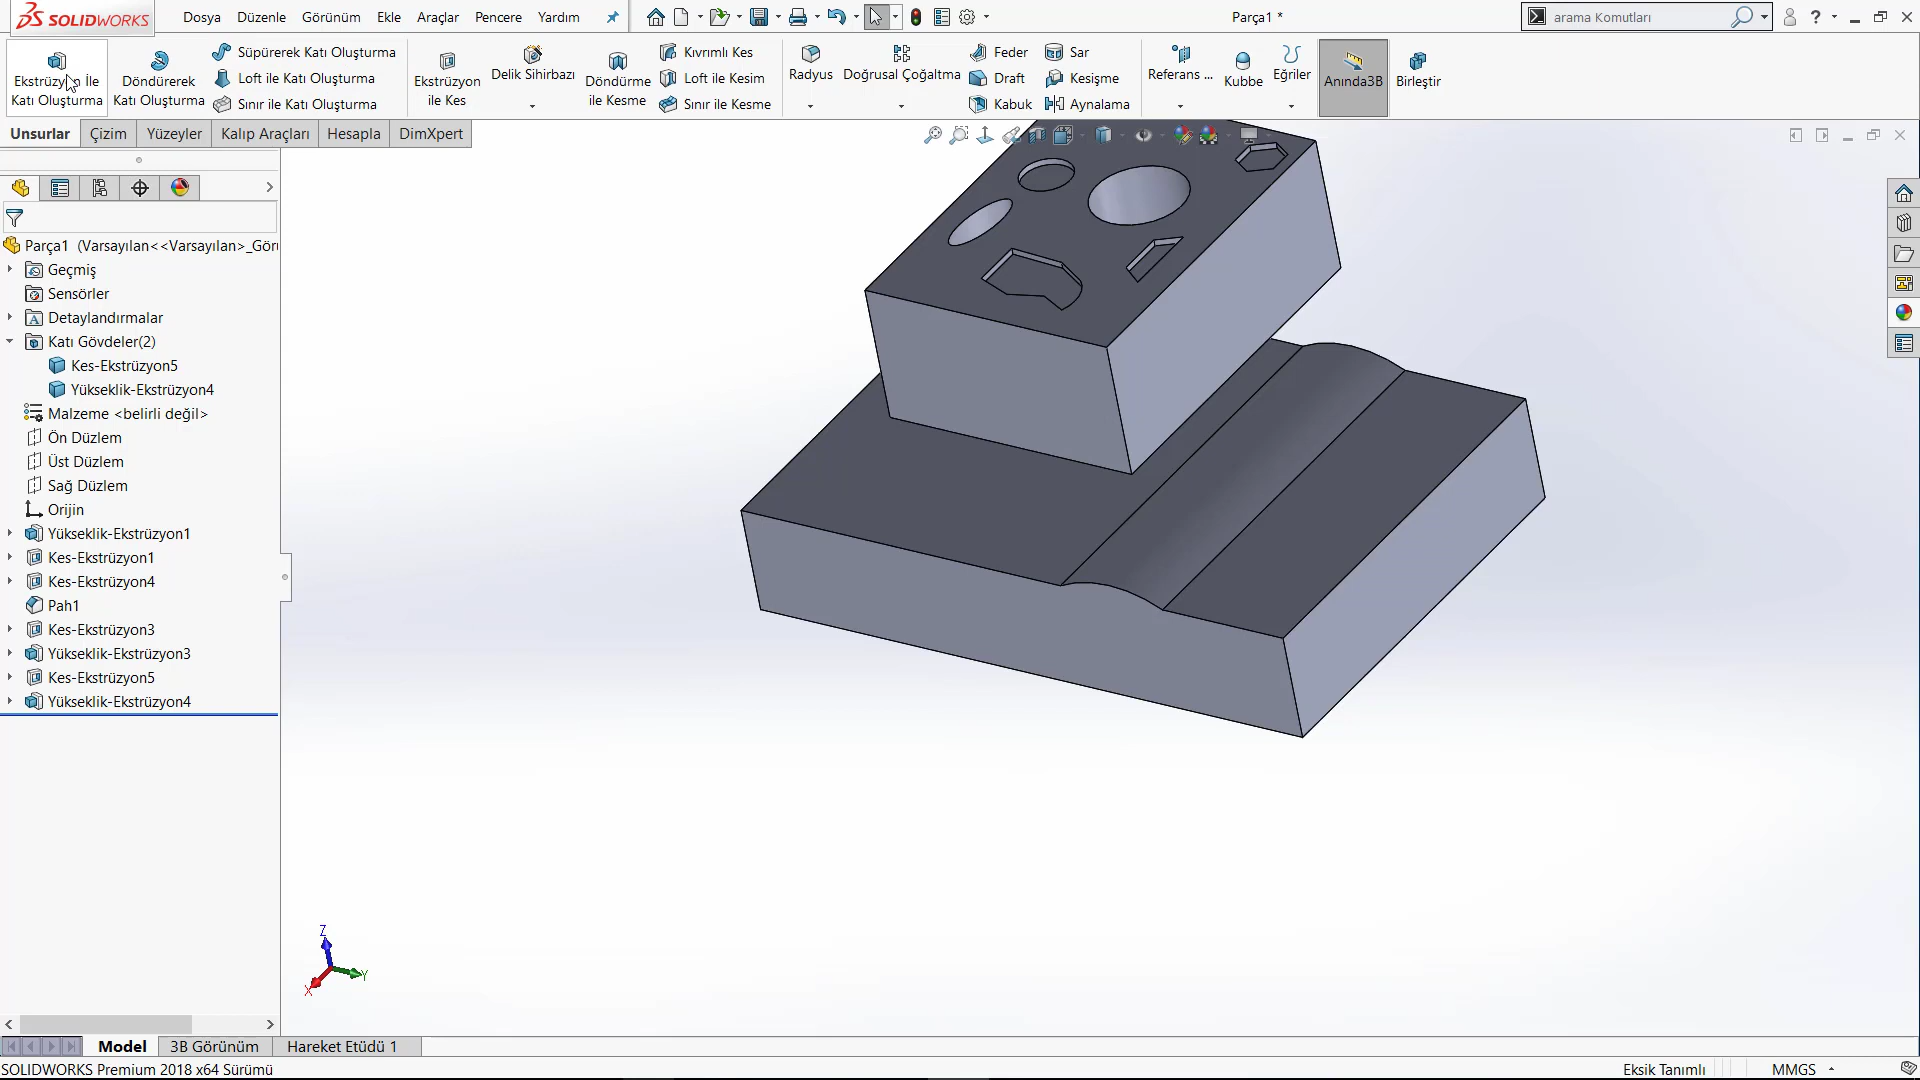 SOLIDWORKS
Dosya Düzenle Görünüm Ekle Araçlar Pencere Yardım
Parça1 *
arama Komutları
Ekstrüzyon İle Katı Oluşturma
Döndürerek Katı Oluşturma
Süpürerek Katı Oluşturma
Loft ile Katı Oluşturma
Sınır ile Katı Oluşturma
Ekstrüzyon ile Kes
Delik Sihirbazı
Döndürme ile Kesme
Kıvrımlı Kes
Loft ile Kesim
Sınır ile Kesme
Radyus
Doğrusal Çoğaltma
Feder
Draft
Kabuk
Sar
Kesişme
Aynalama
Referans ...
Kubbe
Eğriler
Anında3B
Birleştir
Unsurlar Çizim Yüzeyler Kalıp Araçları Hesapla DimXpert
Parça1 (Varsayılan<<Varsayılan>_Görü
Geçmiş
Sensörler
Detaylandırmalar
Katı Gövdeler(2)
Kes-Ekstrüzyon5
Yükseklik-Ekstrüzyon4
Malzeme <belirli değil>
Ön Düzlem
Üst Düzlem
Sağ Düzlem
Orijin
Yükseklik-Ekstrüzyon1
Kes-Ekstrüzyon1
Kes-Ekstrüzyon4
Pah1
Kes-Ekstrüzyon3
Yükseklik-Ekstrüzyon3
Kes-Ekstrüzyon5
Yükseklik-Ekstrüzyon4
Z
Y
X
Model 3B Görünüm Hareket Etüdü 1
SOLIDWORKS Premium 2018 x64 Sürümü
Eksik Tanımlı MMGS